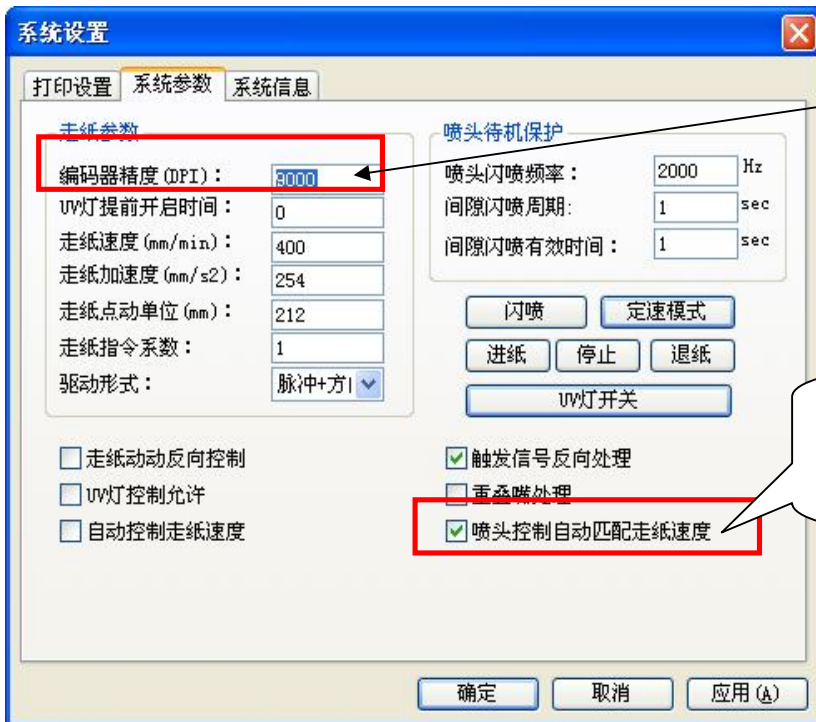 系统设置
打印设置 系统参数 系统信息
走纸参数
编码器精度(DPI)： 9000
UV灯提前开启时间： 0
走纸速度(mm/min)： 400
走纸加速度(mm/s2)： 254
走纸点动单位(mm)： 212
走纸指令系数： 1
驱动形式： 脉冲+方
喷头待机保护
喷头闪喷频率： 2000 Hz
间隙闪喷周期: 1 sec
间隙闪喷有效时间： 1 sec
闪喷 定速模式
进纸 停止 退纸
UV灯开关
走纸动动反向控制
UV灯控制允许
自动控制走纸速度
触发信号反向处理
重叠嘴处理
喷头控制自动匹配走纸速度
确定 取消 应用(A)